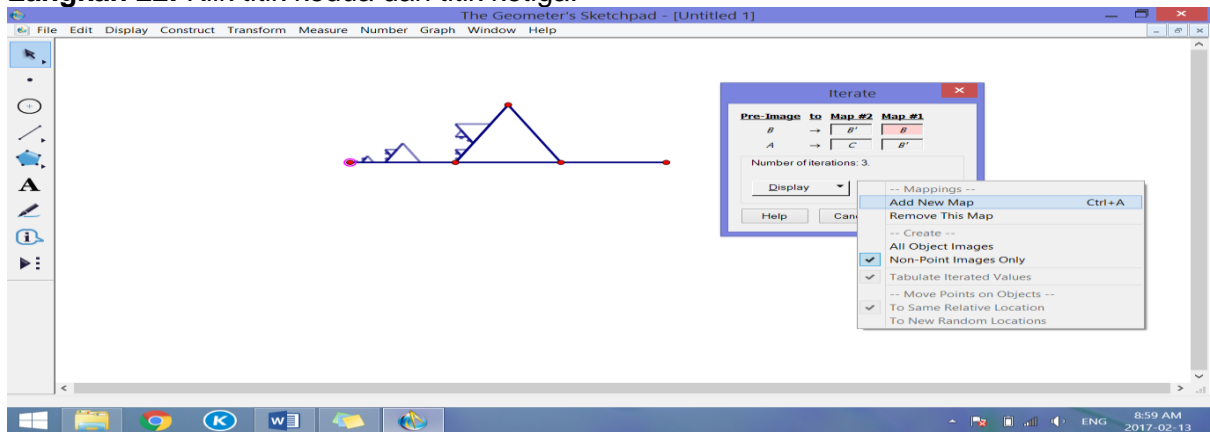 The Geometer's Sketchpad - [Untitled 1]
File Edit Display Construct Transform Measure Number Graph Window Help
Iterate
Pre-Image to Map #2 Map #1
B → B' B
A → C B'
Number of iterations: 3.
Display
Help Can
-- Mappings --
Add New Map Ctrl+A
Remove This Map
-- Create --
All Object Images
Non-Point Images Only
Tabulate Iterated Values
-- Move Points on Objects --
To Same Relative Location
To New Random Locations
A
K
W
ENG
8:59 AM
2017-02-13